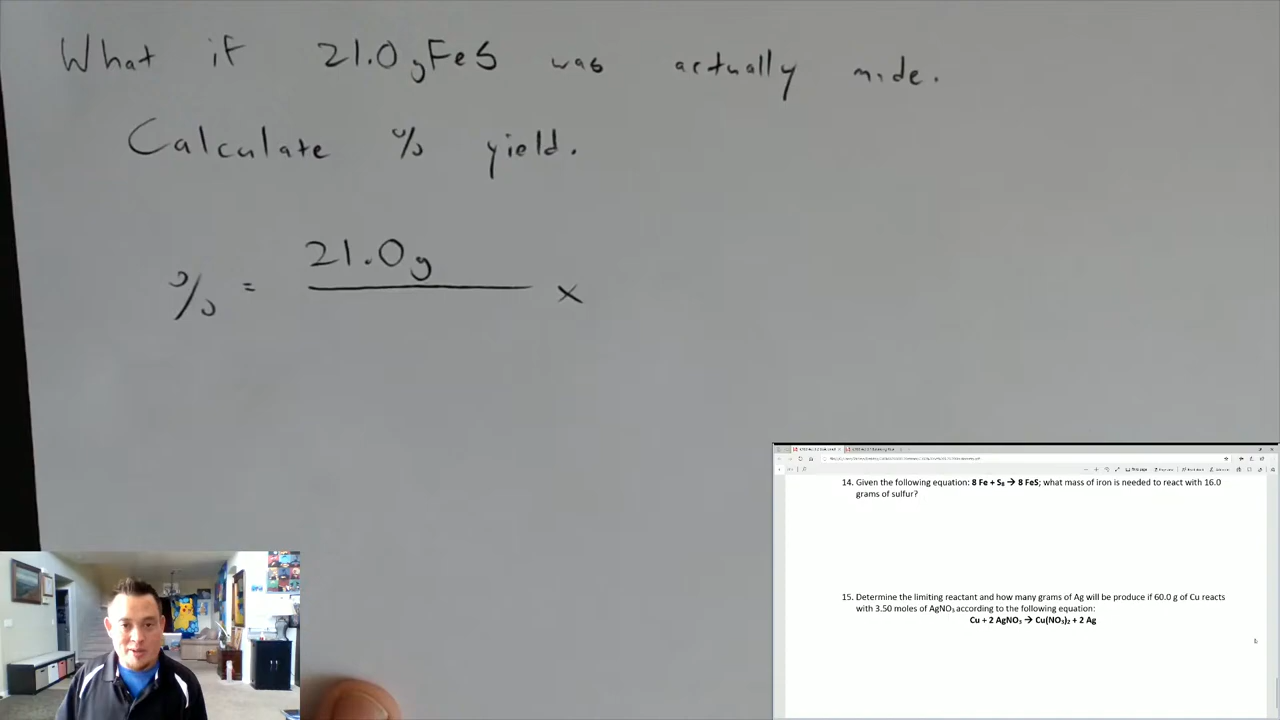 What if 21.0 g FeS was actually made.
Calculate % yield.
21.0 g
% = ×
14. Given the following equation: 8 Fe + S₈ → 8 FeS; what mass of iron is needed to react with 16.0
grams of sulfur?
15. Determine the limiting reactant and how many grams of Ag will be produce if 60.0 g of Cu reacts
with 3.50 moles of AgNO₃ according to the following equation:
Cu + 2 AgNO₃ → Cu(NO₃)₂ + 2 Ag